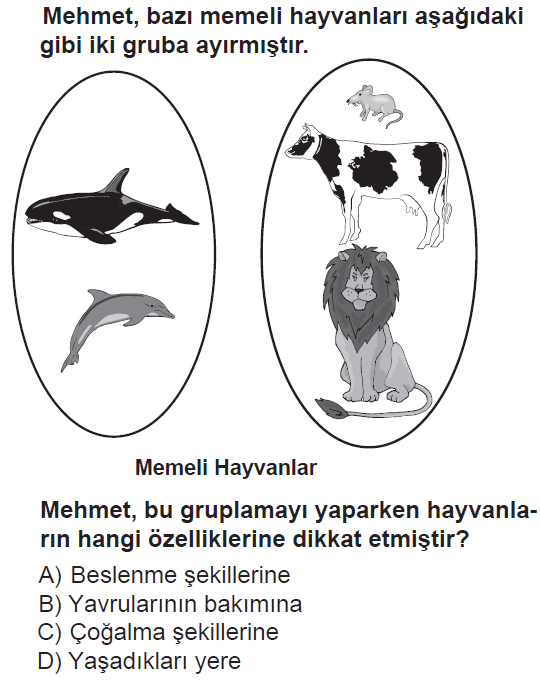 Mehmet, bazı memeli hayvanları aşağıdaki
gibi iki gruba ayırmıştır.
Memeli Hayvanlar
Mehmet, bu gruplamayı yaparken hayvanla-
rın hangi özelliklerine dikkat etmiştir?
A) Beslenme şekillerine
B) Yavrularının bakımına
C) Çoğalma şekillerine
D) Yaşadıkları yere